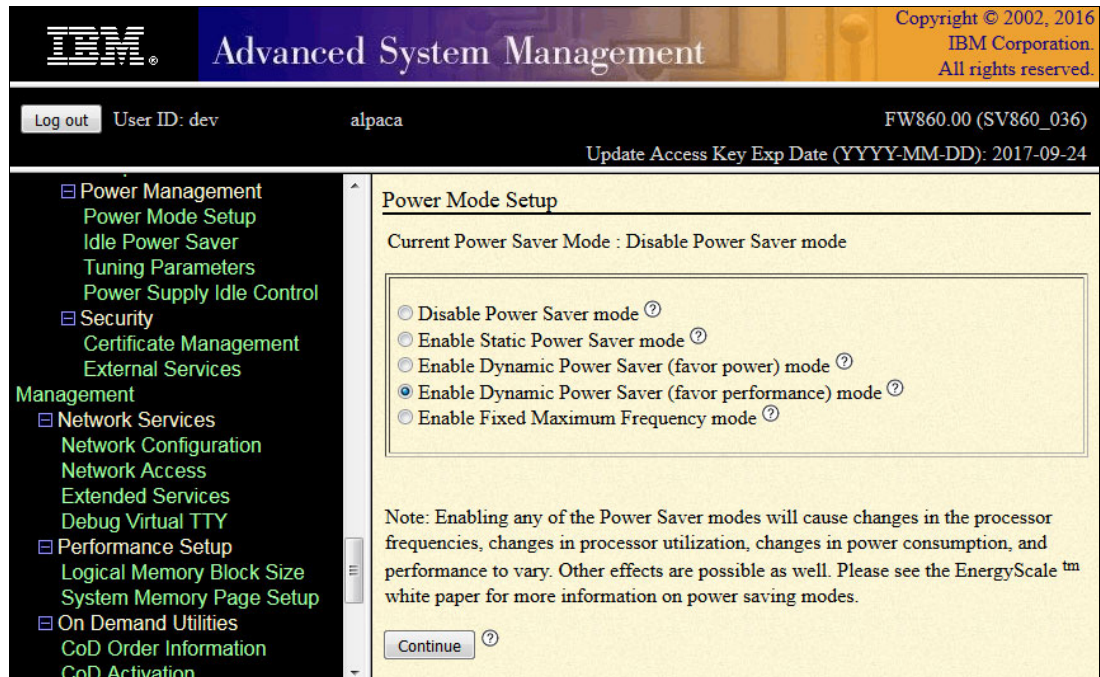 IBM®
Advanced System Management
Copyright © 2002, 2016
IBM Corporation.
All rights reserved.
Log out
User ID: dev
alpaca
FW860.00 (SV860_036)
Update Access Key Exp Date (YYYY-MM-DD): 2017-09-24
Power Management
Power Mode Setup
Idle Power Saver
Tuning Parameters
Power Supply Idle Control
Security
Certificate Management
External Services
Management
Network Services
Network Configuration
Network Access
Extended Services
Debug Virtual TTY
Performance Setup
Logical Memory Block Size
System Memory Page Setup
On Demand Utilities
CoD Order Information
CoD Activation
Power Mode Setup
Current Power Saver Mode : Disable Power Saver mode
Disable Power Saver mode ?
Enable Static Power Saver mode ?
Enable Dynamic Power Saver (favor power) mode ?
Enable Dynamic Power Saver (favor performance) mode ?
Enable Fixed Maximum Frequency mode ?
Note: Enabling any of the Power Saver modes will cause changes in the processor
frequencies, changes in processor utilization, changes in power consumption, and
performance to vary. Other effects are possible as well. Please see the EnergyScale tm
white paper for more information on power saving modes.
Continue ?